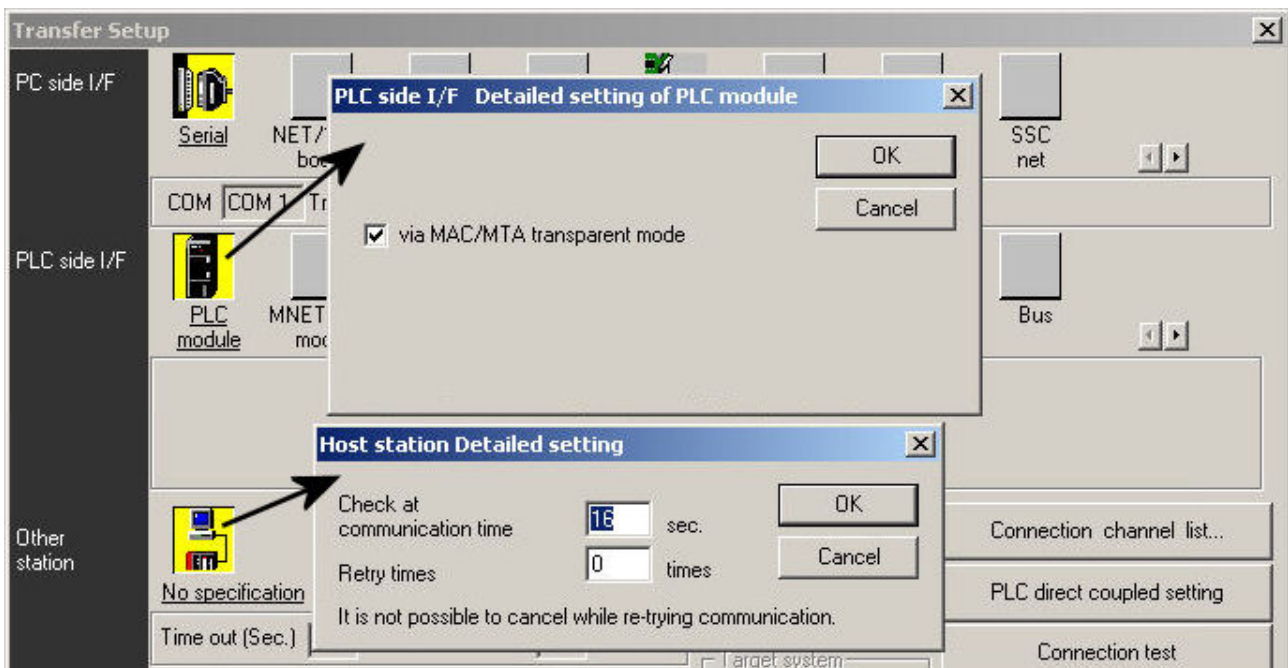 Transfer Setup
PC side I/F
Serial
COM COM 1
PLC side I/F
PLC
module
Other
station
No specification
Time out (Sec.)
PLC side I/F Detailed setting of PLC module
OK
Cancel
via MAC/MTA transparent mode
SSC
net
Bus
Host station Detailed setting
Check at
communication time
16 sec.
Retry times
0 times
OK
Cancel
It is not possible to cancel while re-trying communication.
Connection channel list...
PLC direct coupled setting
Connection test
Target system